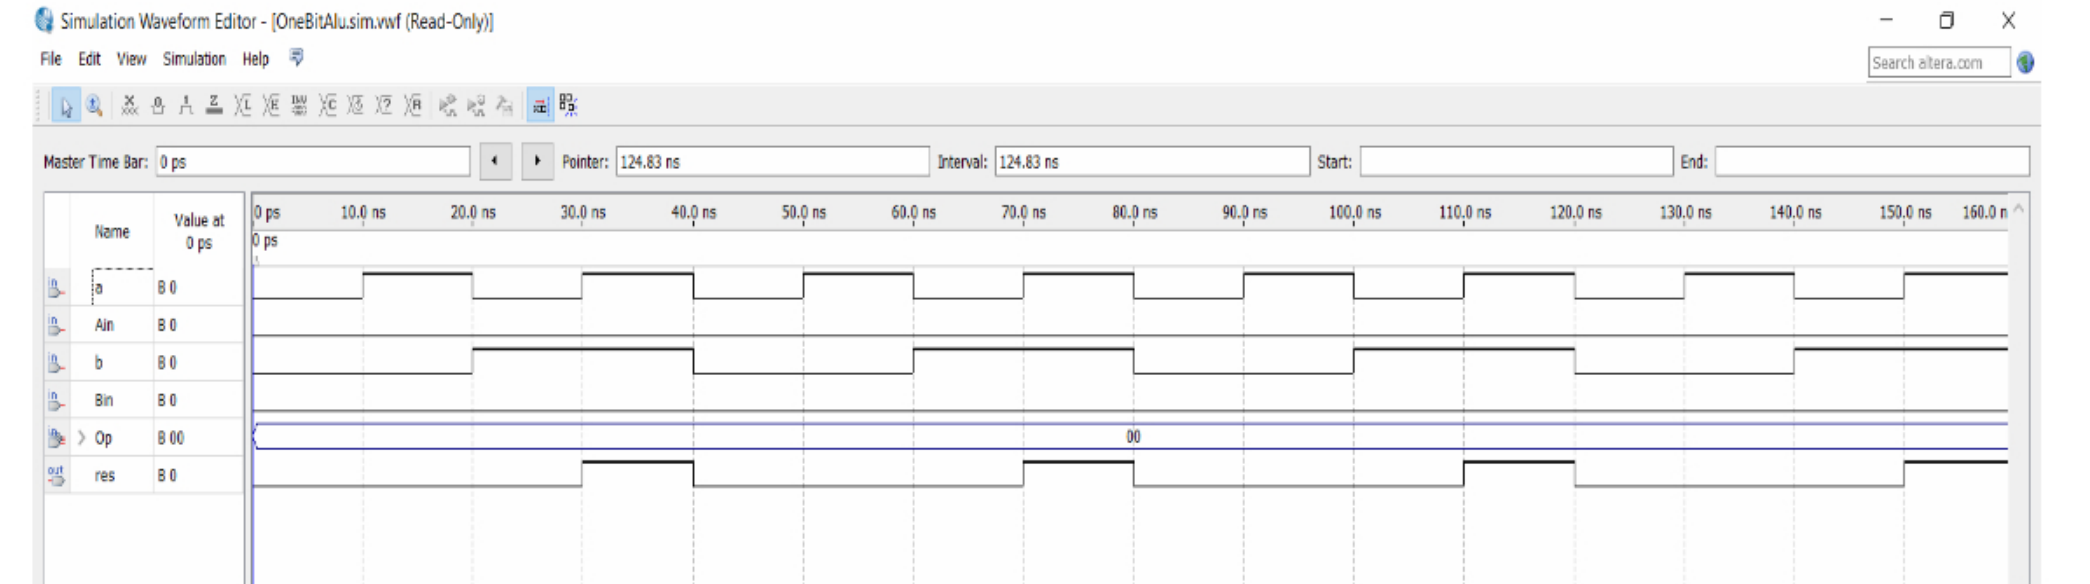 Simulation Waveform Editor - [OneBitAlu.sim.vwf (Read-Only)]
File Edit View Simulation Help
Search altera.com
Master Time Bar: 0 ps Pointer: 124.83 ns Interval: 124.83 ns Start: End:
Name Value at 0 ps
0 ps 10.0 ns 20.0 ns 30.0 ns 40.0 ns 50.0 ns 60.0 ns 70.0 ns 80.0 ns 90.0 ns 100.0 ns 110.0 ns 120.0 ns 130.0 ns 140.0 ns 150.0 ns 160.0 n
0 ps
a B 0
Ain B 0
b B 0
Bin B 0
Op B 00 00
res B 0